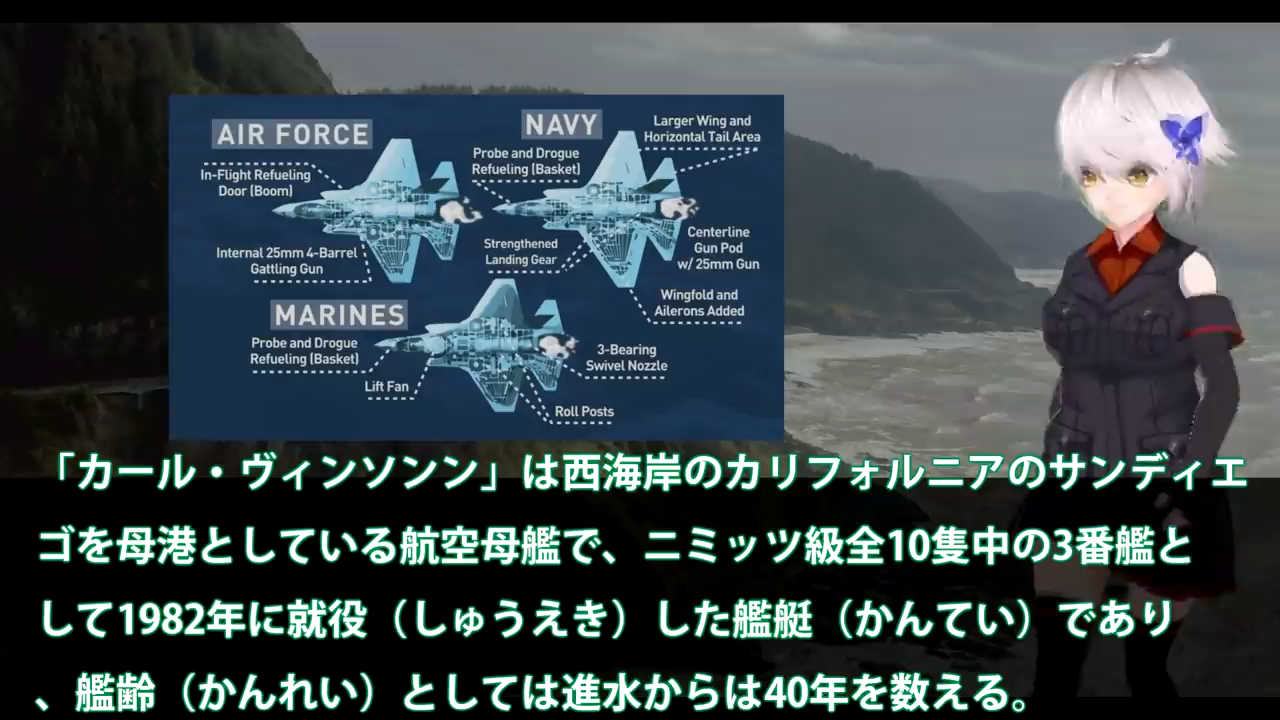 AIR FORCE
In-Flight Refueling
Door (Boom)
Internal 25mm 4-Barrel
Gattling Gun
NAVY
Probe and Drogue
Refueling (Basket)
Larger Wing and
Horizontal Tail Area
Strengthened
Landing Gear
Centerline
Gun Pod
w/ 25mm Gun
Wingfold and
Ailerons Added
MARINES
Probe and Drogue
Refueling (Basket)
Lift Fan
3-Bearing
Swivel Nozzle
Roll Posts
「カール・ヴィンソンン」は西海岸のカリフォルニアのサンディエ
ゴを母港としている航空母艦で、ニミッツ級全10隻中の3番艦と
して1982年に就役（しゅうえき）した艦艇（かんてい）であり
、艦齢（かんれい）としては進水からは40年を数える。